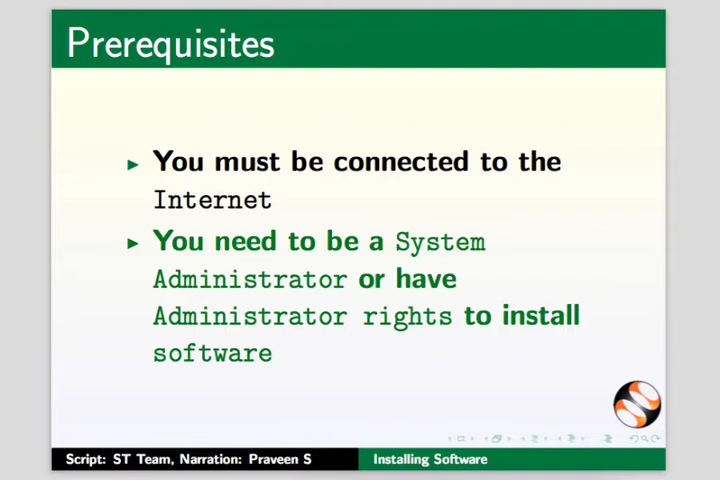 Prerequisites
You must be connected to the
Internet
You need to be a System
Administrator or have
Administrator rights to install
software
Script: ST Team, Narration: Praveen S
Installing Software